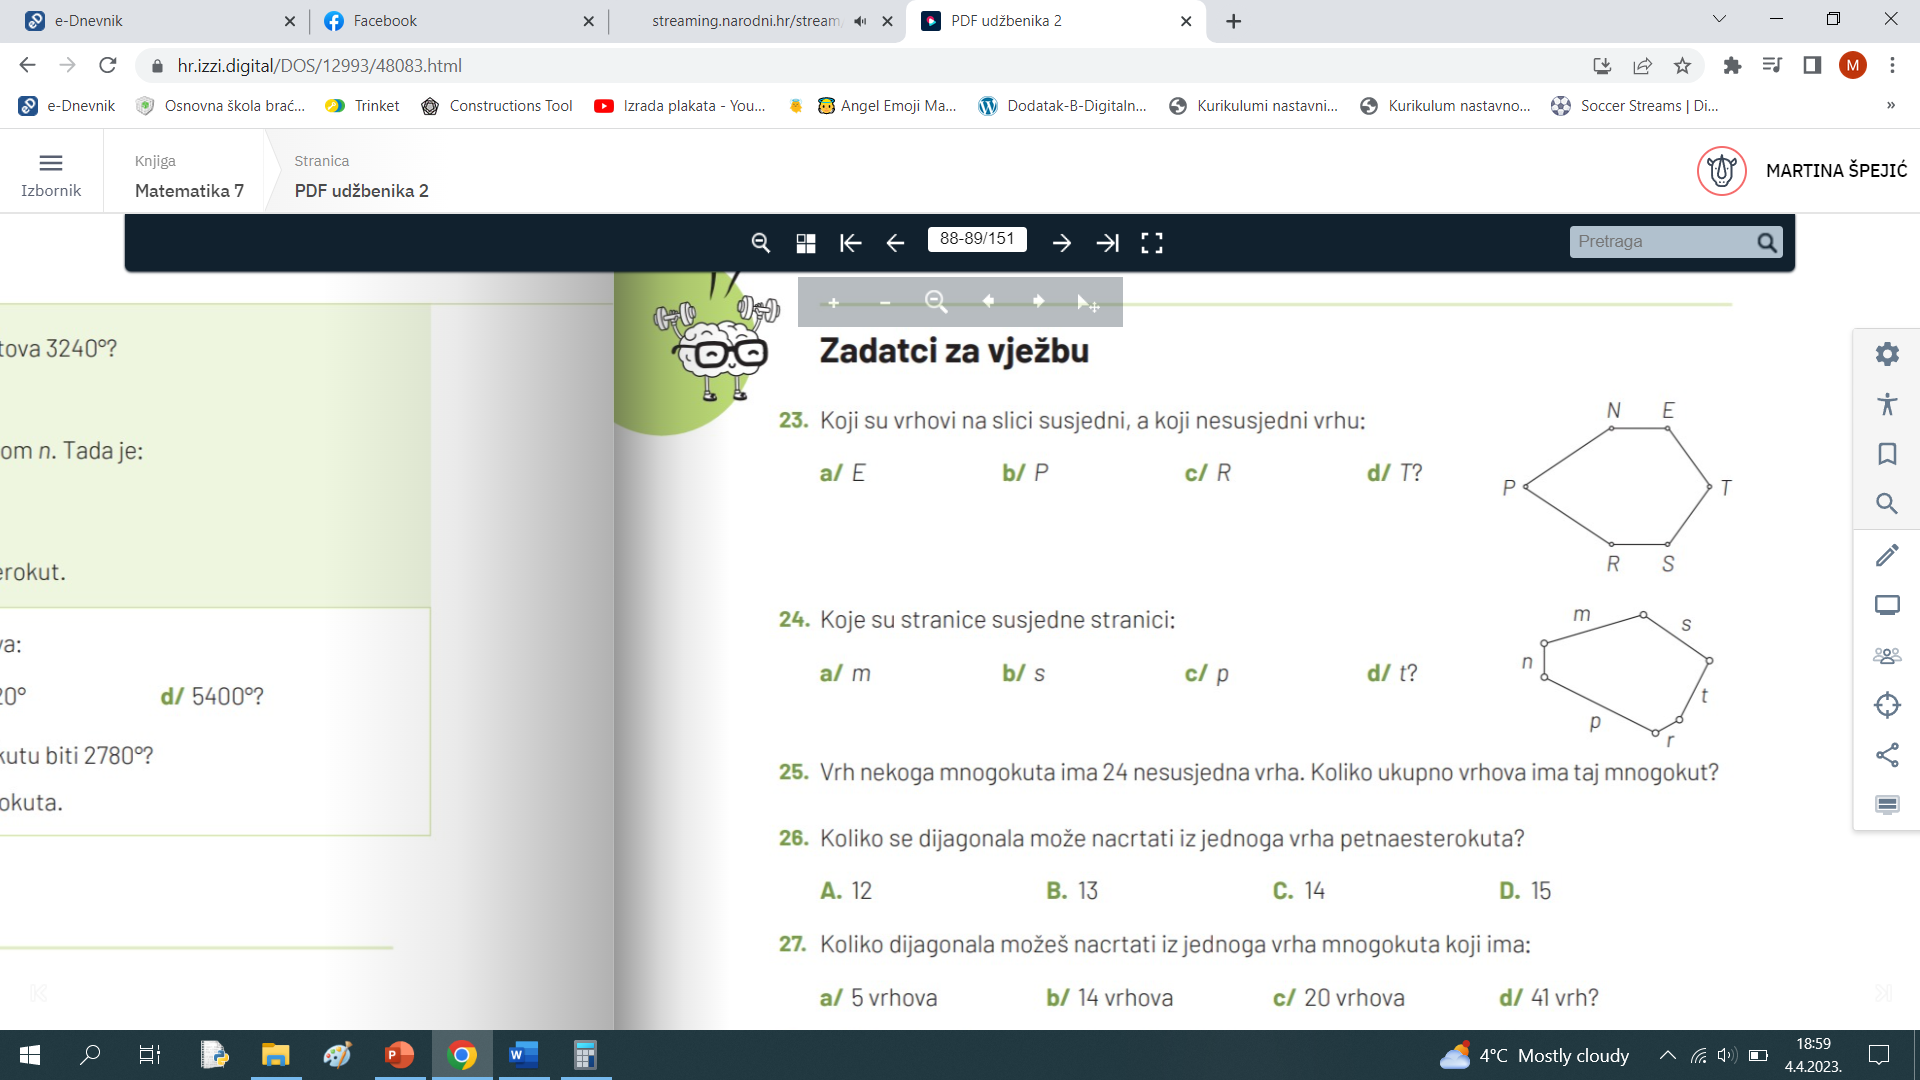 e-Dnevnik
Facebook
streaming.narodni.hr/stream
PDF udžbenika 2
hr.izzi.digital/DOS/12993/48083.html
M
e-Dnevnik
Osnovna škola brać...
Trinket
Constructions Tool
Izrada plakata - You...
Angel Emoji Ma...
Dodatak-B-Digitaln...
Kurikulumi nastavni...
Kurikulum nastavno...
Soccer Streams | Di...
»
Izbornik
Knjiga
Matematika 7
Stranica
PDF udžbenika 2
MARTINA ŠPEJIĆ
88-89/151
Pretraga
tova 3240°?
om n. Tada je:
erokut.
va:
20° d/ 5400°?
kutu biti 2780°?
okuta.
Zadatci za vježbu
23. Koji su vrhovi na slici susjedni, a koji nesusjedni vrhu:
a/ E b/ P c/ R d/ T?
N E
P T
R S
24. Koje su stranice susjedne stranici:
a/ m b/ s c/ p d/ t?
m s
n t
p r
25. Vrh nekoga mnogokuta ima 24 nesusjedna vrha. Koliko ukupno vrhova ima taj mnogokut?
26. Koliko se dijagonala može nacrtati iz jednoga vrha petnaesterokuta?
A. 12 B. 13 C. 14 D. 15
27. Koliko dijagonala možeš nacrtati iz jednoga vrha mnogokuta koji ima:
a/ 5 vrhova b/ 14 vrhova c/ 20 vrhova d/ 41 vrh?
4°C Mostly cloudy
18:59
4.4.2023.